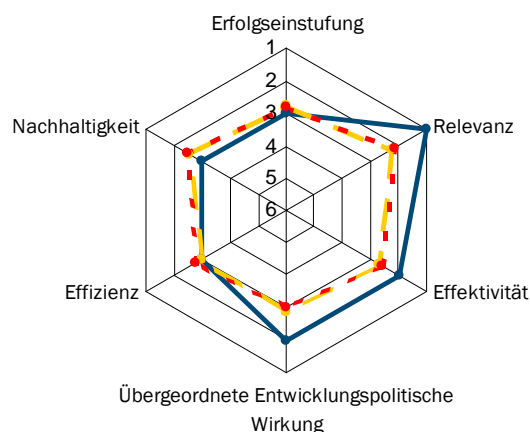 Erfolgseinstufung
1
2
3
4
5
6
Nachhaltigkeit
Relevanz
Effizienz
Effektivität
Übergeordnete Entwicklungspolitische
Wirkung